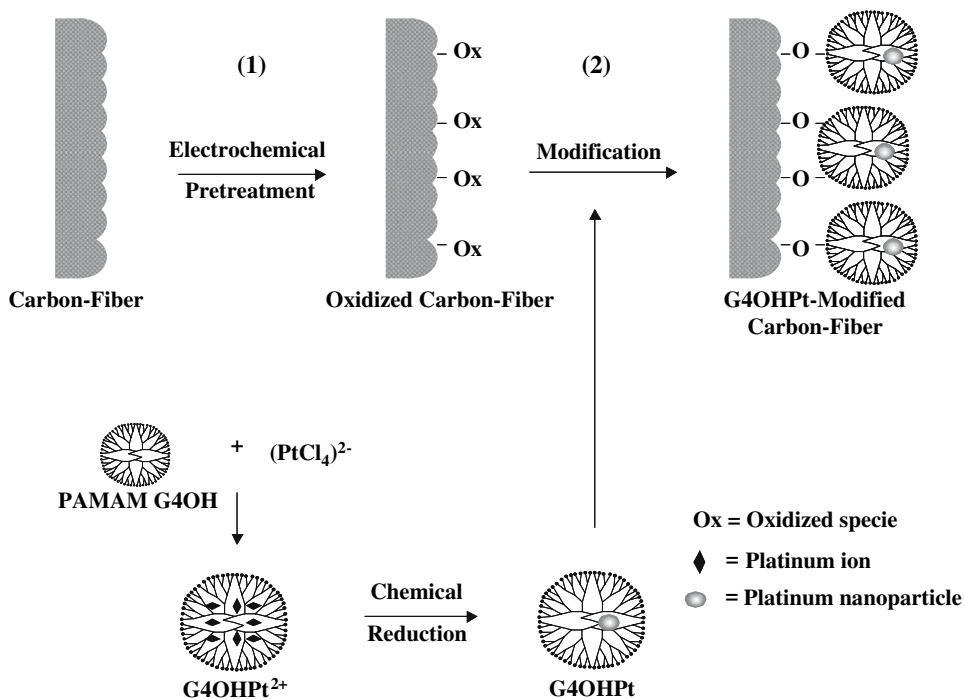 Ox
Ox
Ox
Ox
(1)
Electrochemical
Pretreatment
(2)
Modification
O
O
O
O
Carbon-Fiber
Oxidized Carbon-Fiber
G4OHPt-Modified
Carbon-Fiber
PAMAM G4OH
+
(PtCl₄)²⁻
G4OHPt²⁺
Chemical
Reduction
G4OHPt
Ox = Oxidized specie
= Platinum ion
= Platinum nanoparticle